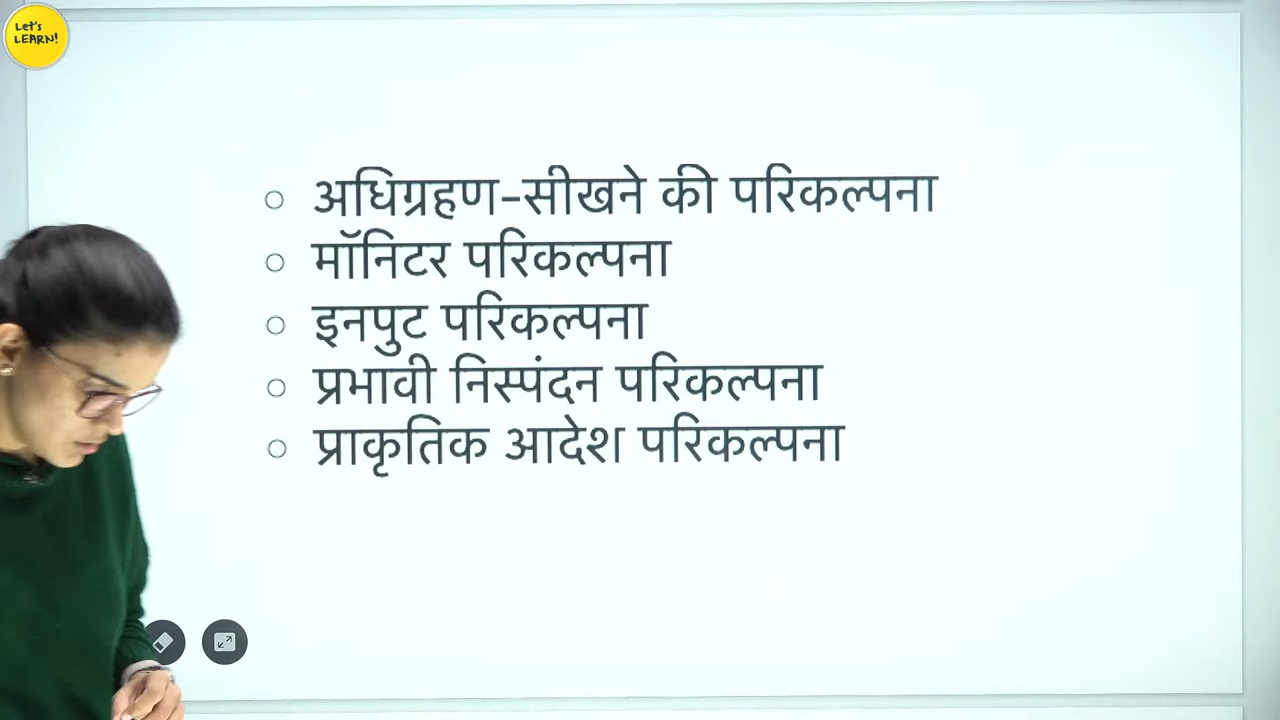 Let's
LEARN!
अधिग्रहण-सीखने की परिकल्पना
मॉनिटर परिकल्पना
इनपुट परिकल्पना
प्रभावी निस्पंदन परिकल्पना
प्राकृतिक आदेश परिकल्पना